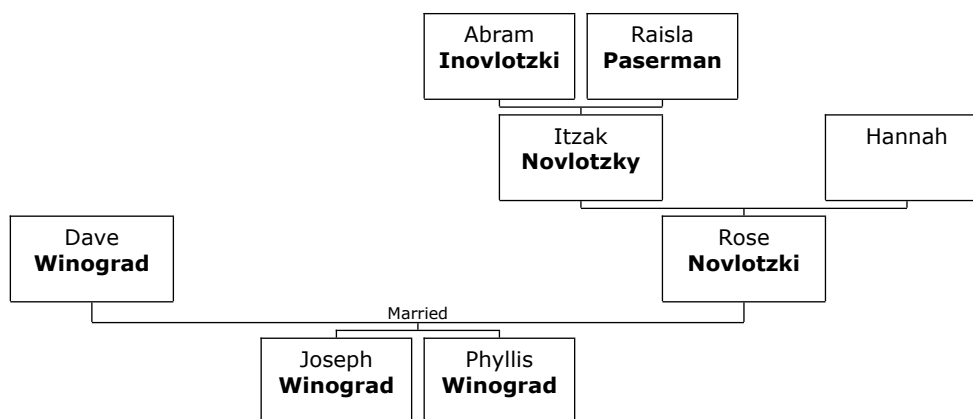 Abram
Inovlotzki
Raisla
Paserman
Itzak
Novlotzky
Hannah
Dave
Winograd
Rose
Novlotzki
Married
Joseph
Winograd
Phyllis
Winograd